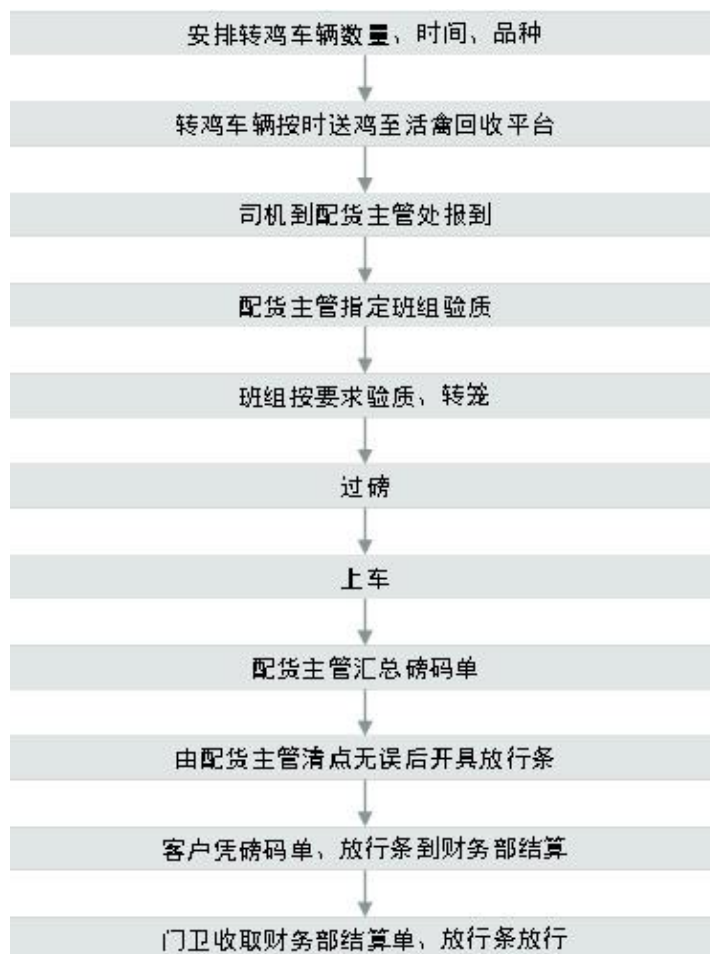 安排转鸡车辆数量、时间、品种
转鸡车辆按时送鸡至活禽回收平台
司机到配货主管处报到
配货主管指定班组验质
班组按要求验质、转笼
过磅
上车
配货主管汇总磅码单
由配货主管清点无误后开具放行条
客户凭磅码单、放行条到财务部结算
门卫收取财务部结算单、放行条放行